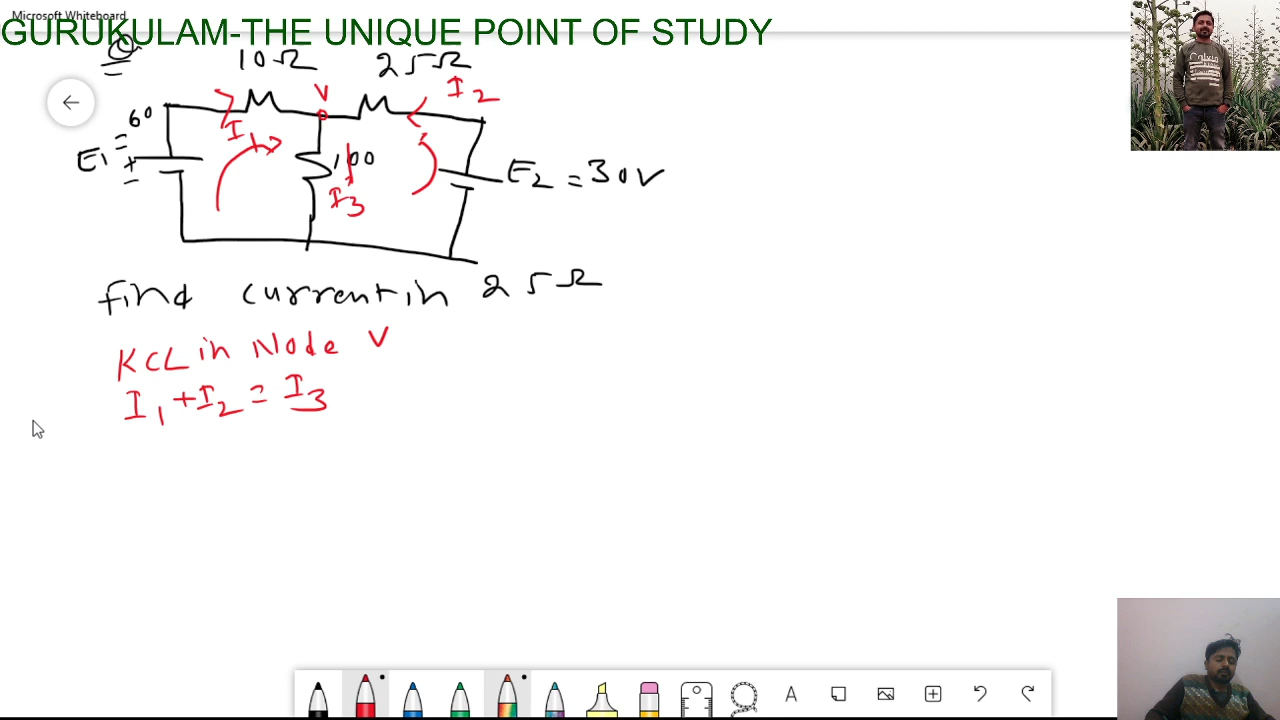 Microsoft Whiteboard
GURUKULAM-THE UNIQUE POINT OF STUDY
Q
10Ω 25Ω
60 V I2
I1
E1 = 100 E2 = 30V
+
I3
find current in 25Ω
KCL in Node V
I1 + I2 = I3
A